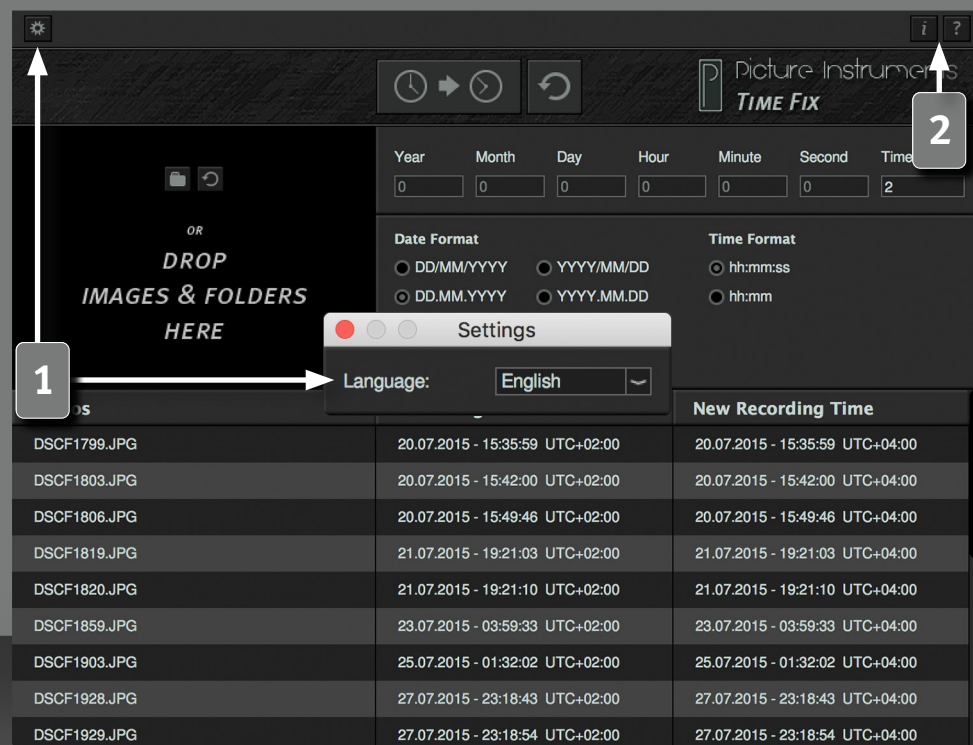 i ?
Picture Instruments
TIME FIX
2
Year Month Day Hour Minute Second Time
0 0 0 0 0 0 2
OR
DROP
IMAGES & FOLDERS
HERE
Date Format Time Format
DD/MM/YYYY YYYY/MM/DD hh:mm:ss
DD.MM.YYYY YYYY.MM.DD hh:mm
Settings
1
Language: English
New Recording Time
DSCF1799.JPG 20.07.2015 - 15:35:59 UTC+02:00 20.07.2015 - 15:35:59 UTC+04:00
DSCF1803.JPG 20.07.2015 - 15:42:00 UTC+02:00 20.07.2015 - 15:42:00 UTC+04:00
DSCF1806.JPG 20.07.2015 - 15:49:46 UTC+02:00 20.07.2015 - 15:49:46 UTC+04:00
DSCF1819.JPG 21.07.2015 - 19:21:03 UTC+02:00 21.07.2015 - 19:21:03 UTC+04:00
DSCF1820.JPG 21.07.2015 - 19:21:10 UTC+02:00 21.07.2015 - 19:21:10 UTC+04:00
DSCF1859.JPG 23.07.2015 - 03:59:33 UTC+02:00 23.07.2015 - 03:59:33 UTC+04:00
DSCF1903.JPG 25.07.2015 - 01:32:02 UTC+02:00 25.07.2015 - 01:32:02 UTC+04:00
DSCF1928.JPG 27.07.2015 - 23:18:43 UTC+02:00 27.07.2015 - 23:18:43 UTC+04:00
DSCF1929.JPG 27.07.2015 - 23:18:54 UTC+02:00 27.07.2015 - 23:18:54 UTC+04:00